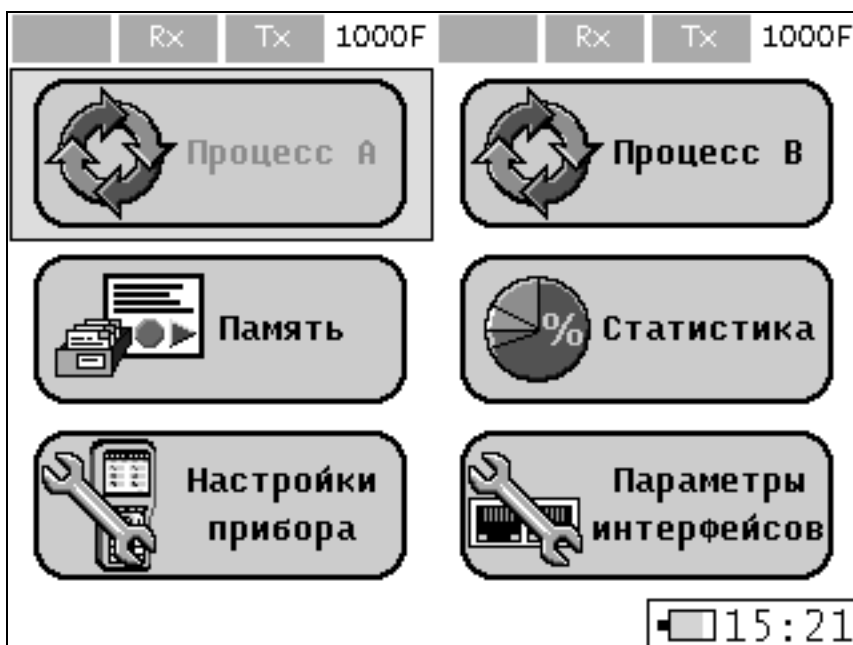 Rx Tx 1000F Rx Tx 1000F
Процесс A
Процесс B
Память
Статистика
%
Настройки
прибора
Параметры
интерфейсов
15:21